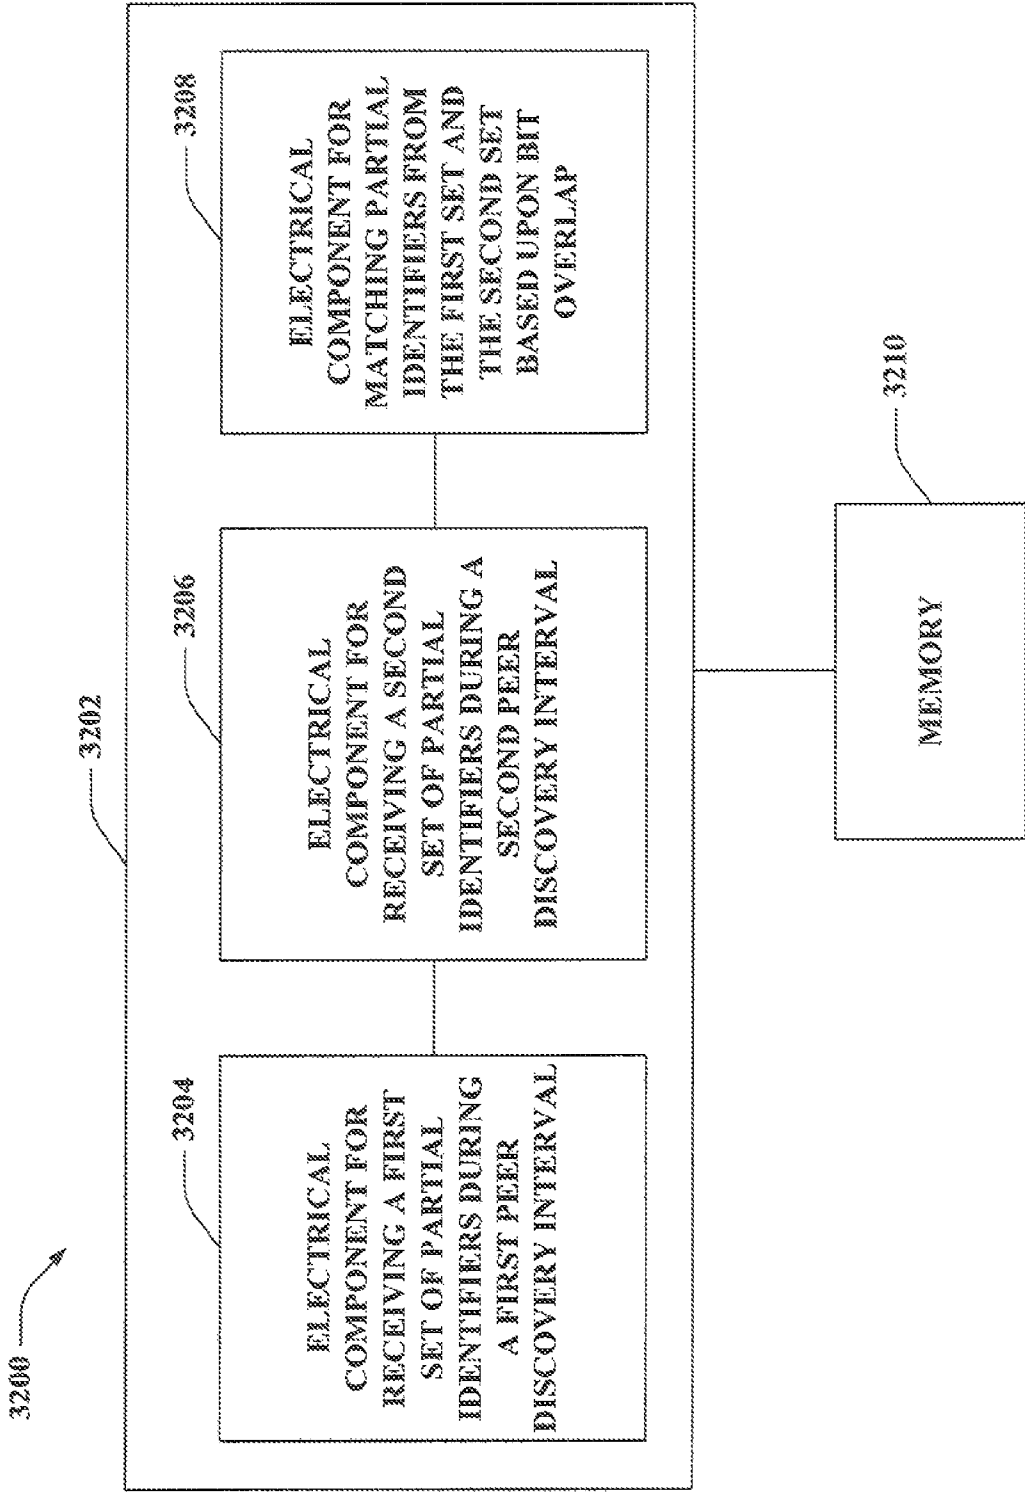 3200
3202
3204
ELECTRICAL
COMPONENT FOR
RECEIVING A FIRST
SET OF PARTIAL
IDENTIFIERS DURING
A FIRST PEER
DISCOVERY INTERVAL
3206
ELECTRICAL
COMPONENT FOR
RECEIVING A SECOND
SET OF PARTIAL
IDENTIFIERS DURING A
SECOND PEER
DISCOVERY INTERVAL
3208
ELECTRICAL
COMPONENT FOR
MATCHING PARTIAL
IDENTIFIERS FROM
THE FIRST SET AND
THE SECOND SET
BASED UPON BIT
OVERLAP
3210
MEMORY